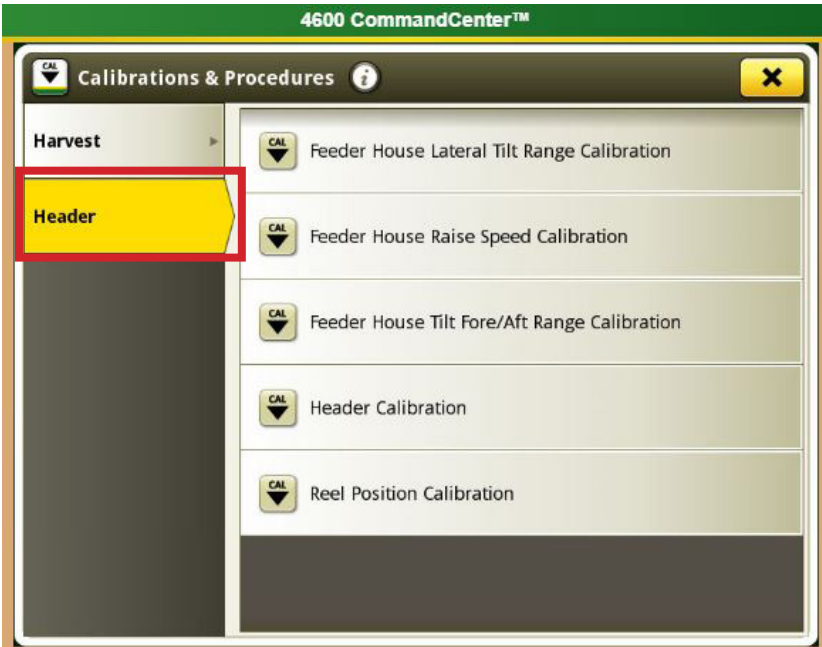 4600 CommandCenter™
CAL
Calibrations & Procedures i
Harvest
Header
CAL Feeder House Lateral Tilt Range Calibration
CAL Feeder House Raise Speed Calibration
CAL Feeder House Tilt Fore/Aft Range Calibration
CAL Header Calibration
CAL Reel Position Calibration